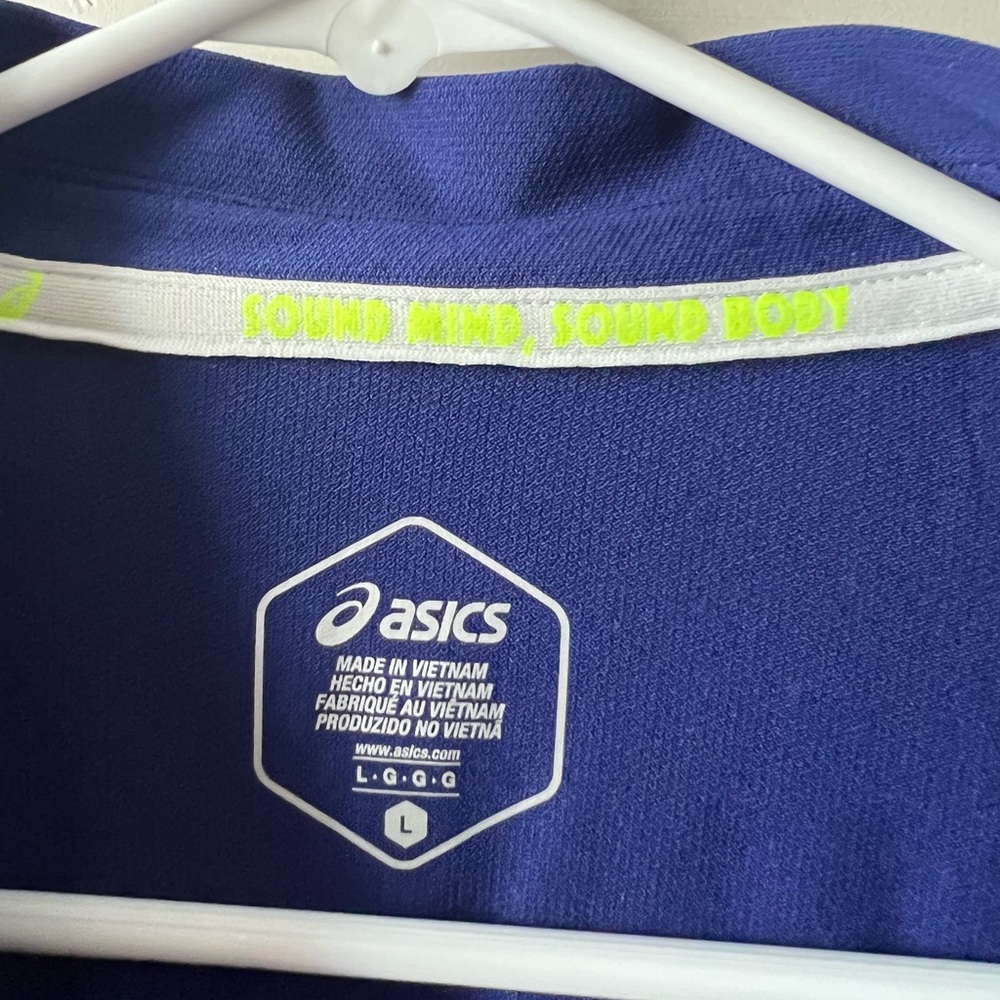 SOUND MIND, SOUND BODY
asics
MADE IN VIETNAM
HECHO EN VIETNAM
FABRIQUÉ AU VIÊTNAM
PRODUZIDO NO VIETNÃ
www.asics.com
L·G·G·G
L